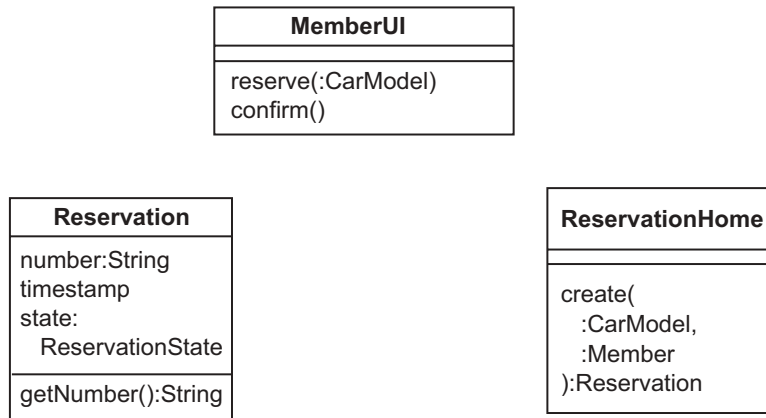 MemberUI
reserve(:CarModel)
confirm()
Reservation
number:String
timestamp
state:
ReservationState
getNumber():String
ReservationHome
create(
:CarModel,
:Member
):Reservation